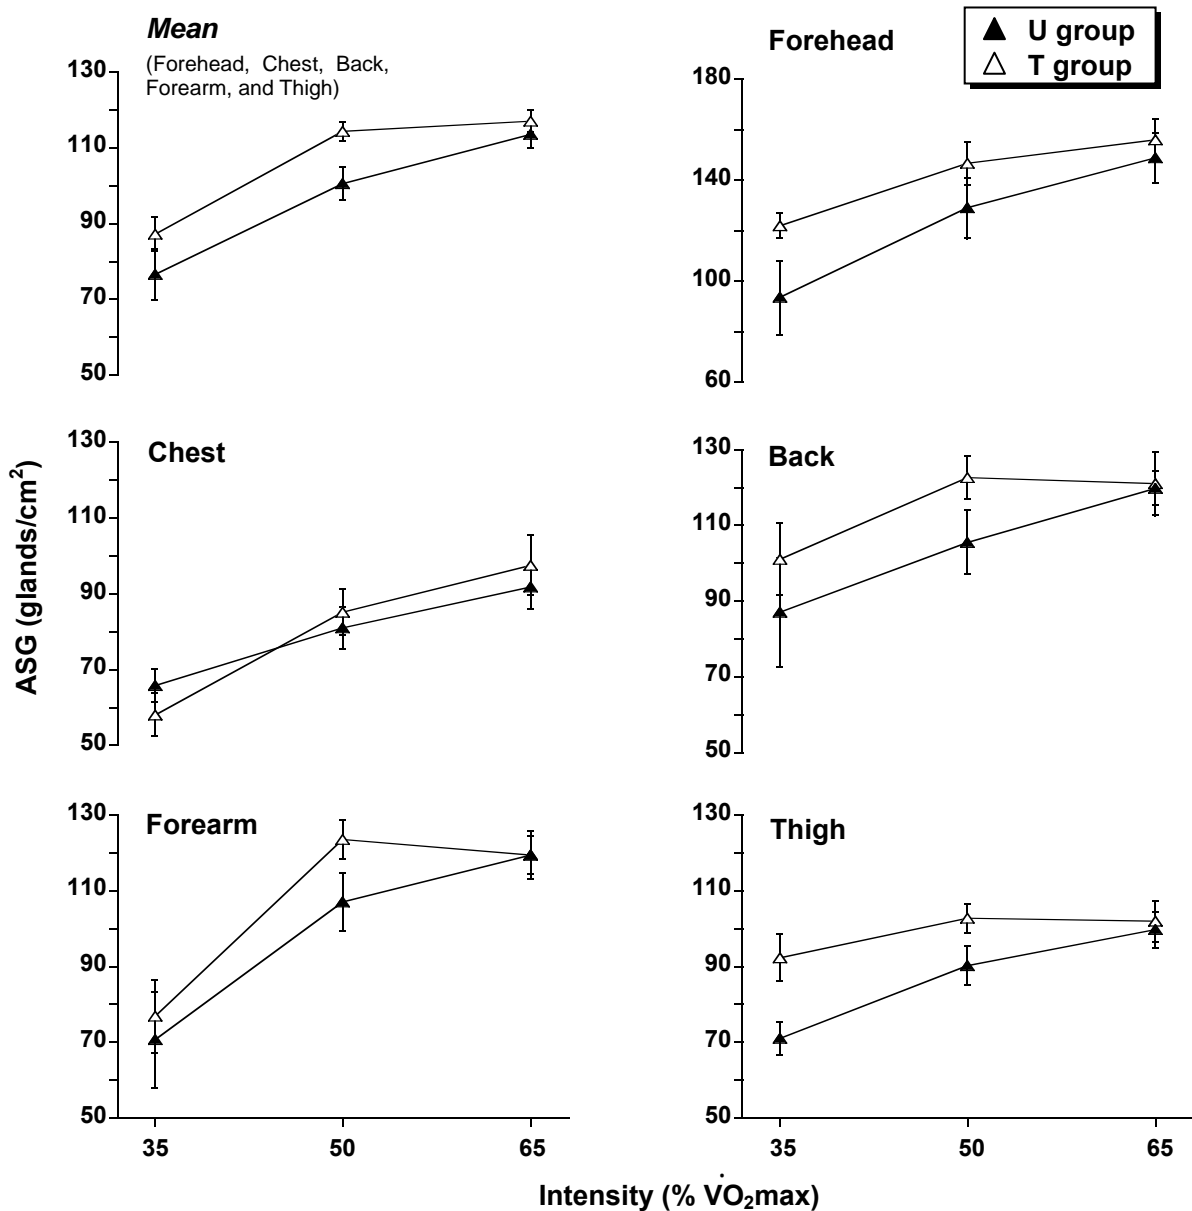 Mean
(Forehead, Chest, Back,
Forearm, and Thigh)
130
110
90
70
50
Forehead
U group
T group
180
140
100
60
Chest
130
110
90
70
50
Back
130
110
90
70
50
ASG (glands/cm²)
Forearm
130
110
90
70
50
35
50
65
Thigh
130
110
90
70
50
35
50
65
Intensity (% V̇O₂max)